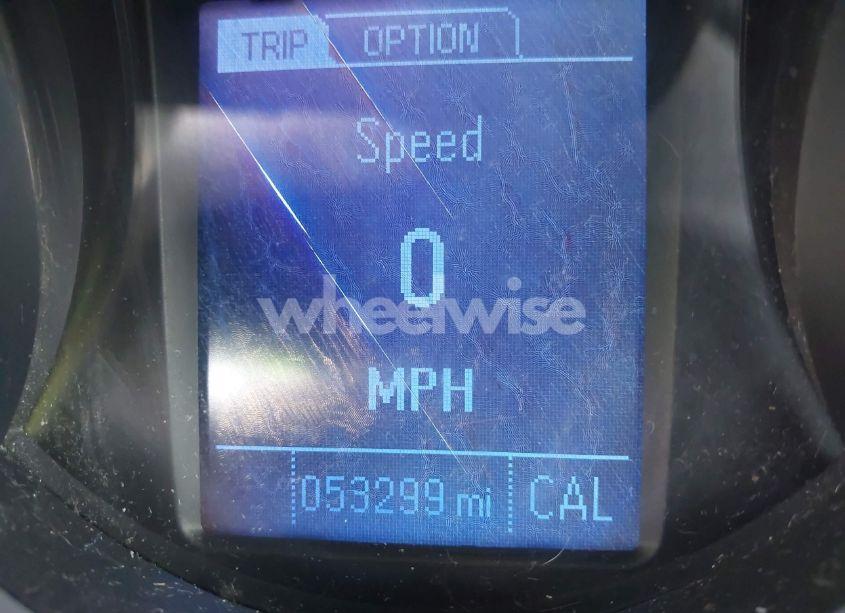 TRIP OPTION
Speed
0
wheelwise
MPH
053299 mi CAL